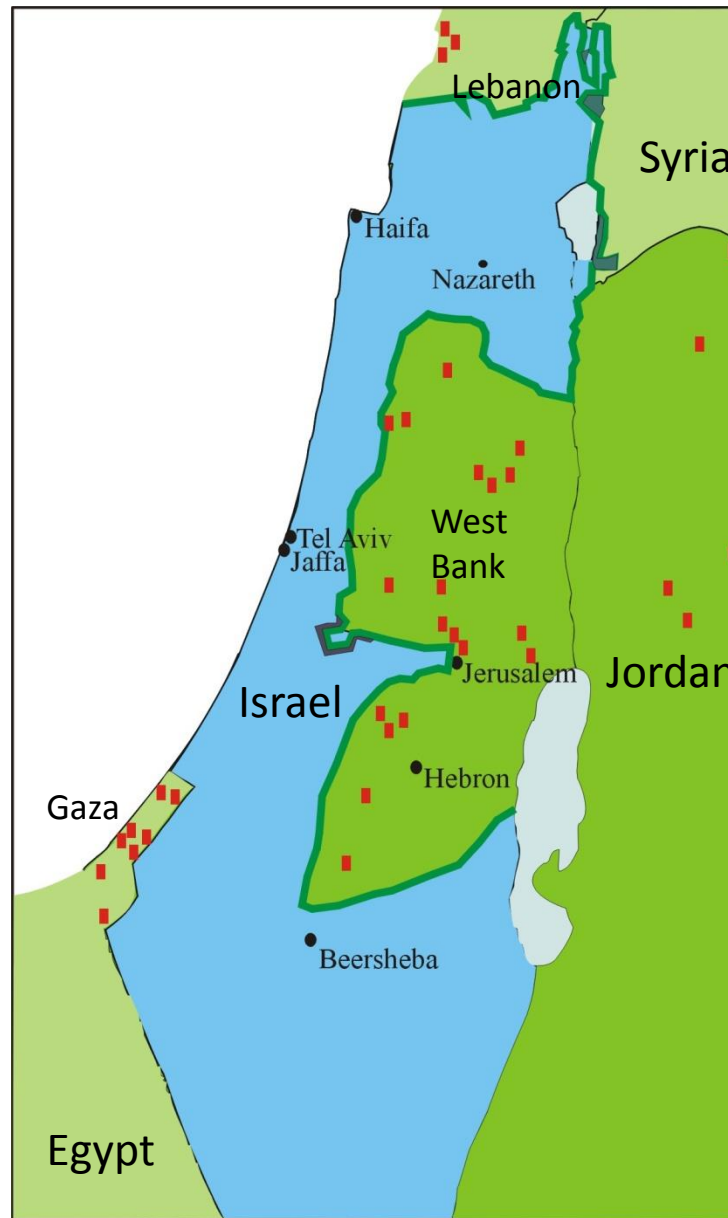 Lebanon
Syria
Haifa
Nazareth
West
Bank
Tel Aviv
Jaffa
Jerusalem
Jordan
Israel
Hebron
Gaza
Beersheba
Egypt